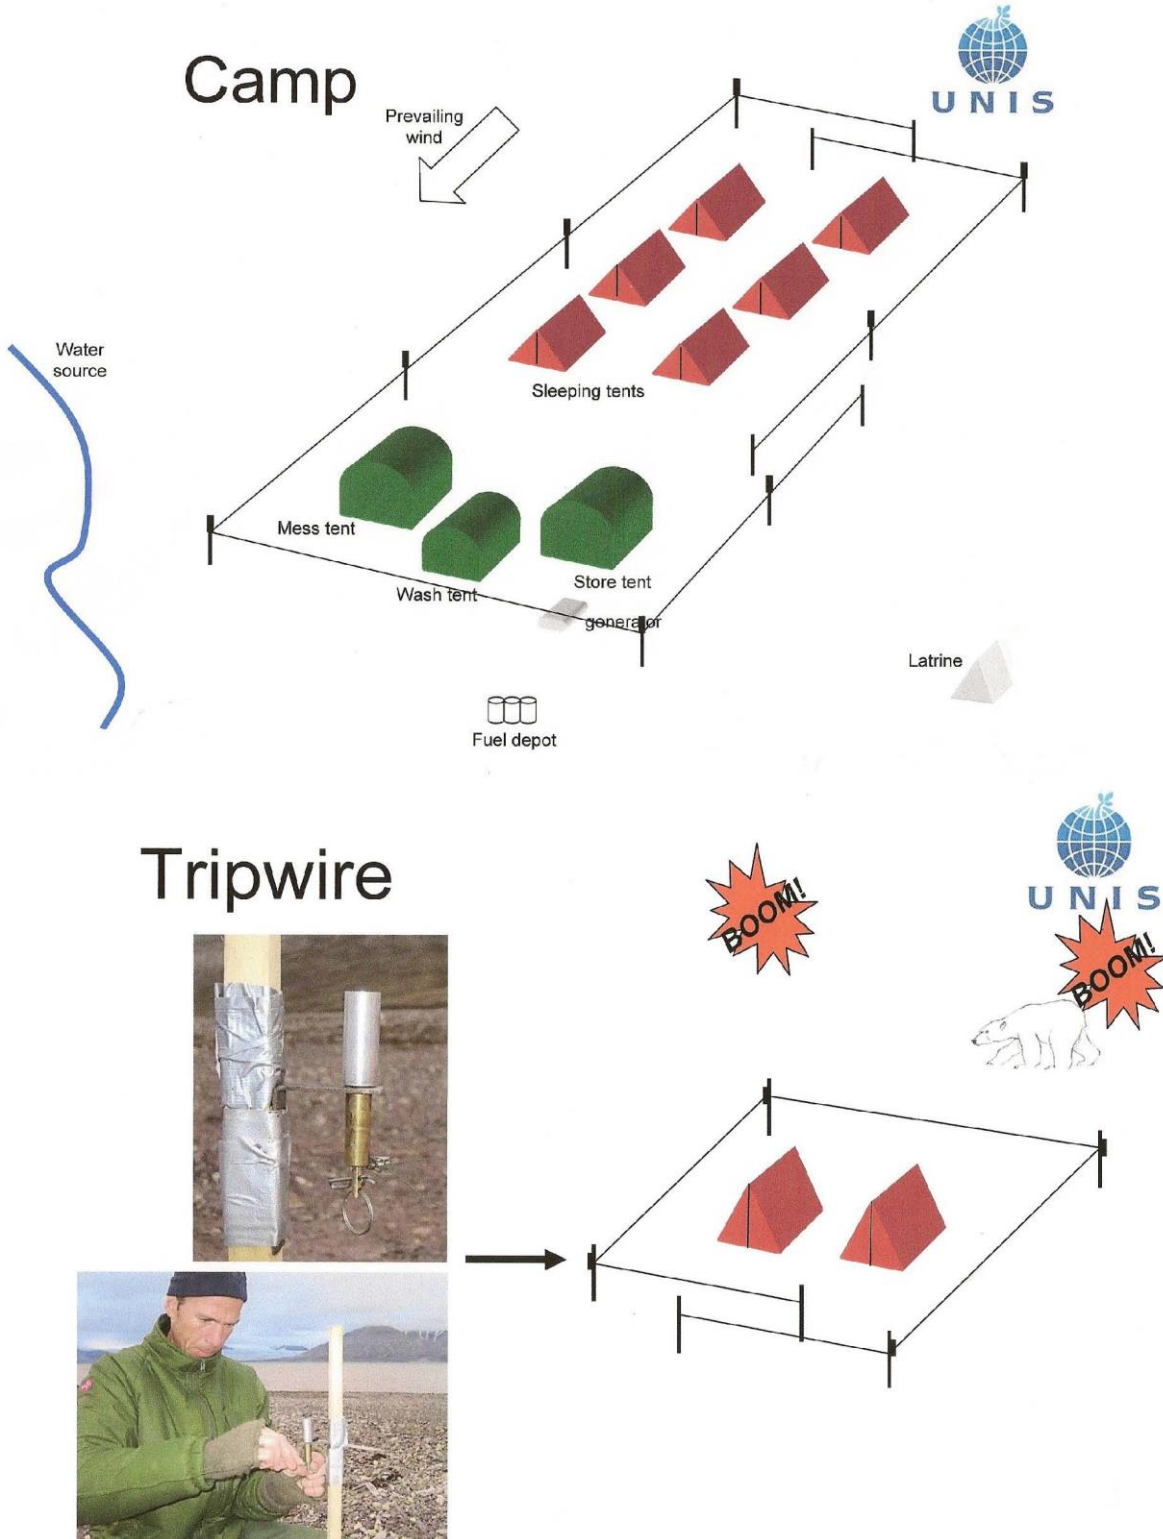 Camp
UNIS
Prevailing
wind
Water
source
Sleeping tents
Mess tent
Wash tent
Store tent
generator
Latrine
Fuel depot
Tripwire
UNIS
BOOM!
BOOM!